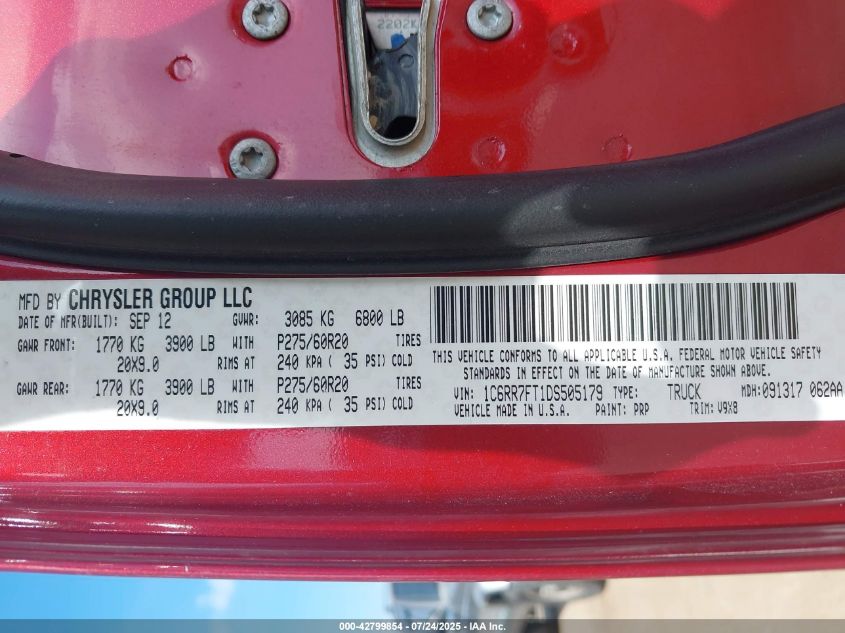 2202K
MFD BY CHRYSLER GROUP LLC
DATE OF MFR(BUILT): SEP 12 GVWR: 3085 KG 6800 LB
GAWR FRONT: 1770 KG 3900 LB WITH P275/60R20 TIRES
20X9.0 RIMS AT 240 KPA ( 35 PSI) COLD
GAWR REAR: 1770 KG 3900 LB WITH P275/60R20 TIRES
20X9.0 RIMS AT 240 KPA ( 35 PSI) COLD
THIS VEHICLE CONFORMS TO ALL APPLICABLE U.S.A. FEDERAL MOTOR VEHICLE SAFETY
STANDARDS IN EFFECT ON THE DATE OF MANUFACTURE SHOWN ABOVE.
VIN: 1C6RR7FT1DS505179 TYPE: TRUCK MDH: 091317 062AA
VEHICLE MADE IN U.S.A. PAINT: PRP TRIM: V9X8
000-42799854 | 07/24/2025 - IAA Inc.